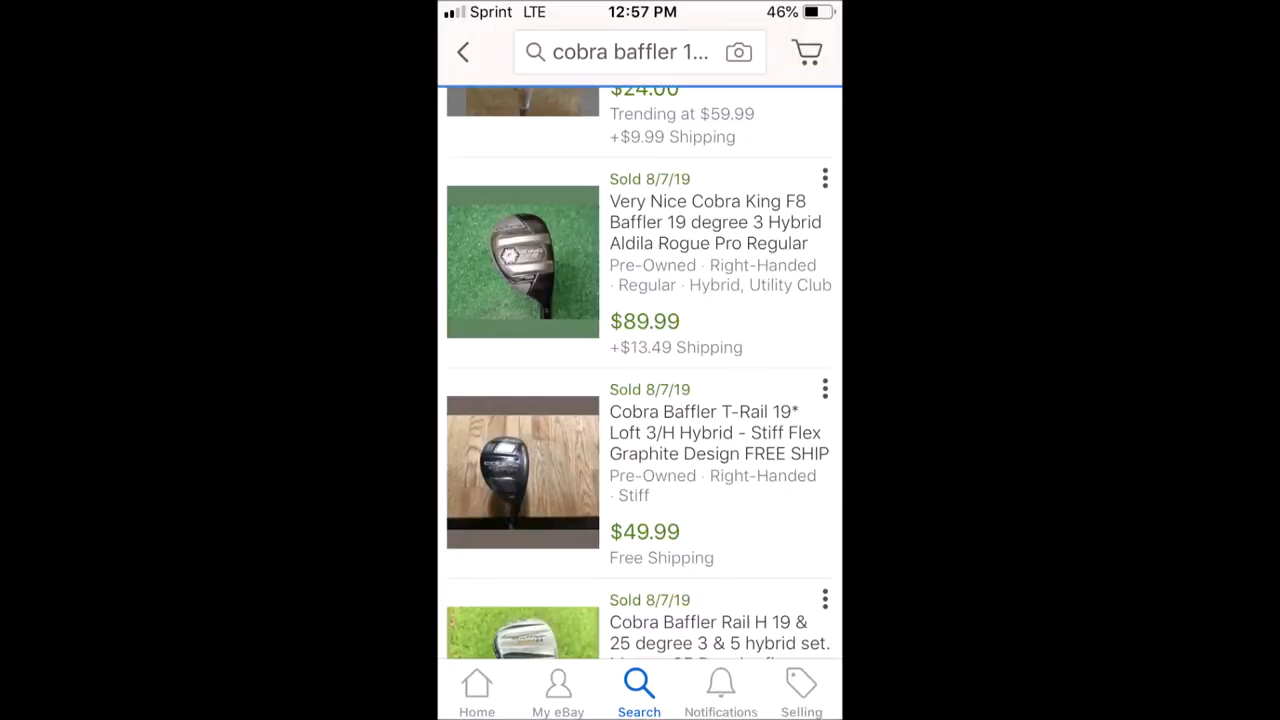 Sprint LTE 12:57 PM 46%
cobra baffler 1...
$24.00
Trending at $59.99
+$9.99 Shipping
Sold 8/7/19
Very Nice Cobra King F8
Baffler 19 degree 3 Hybrid
Aldila Rogue Pro Regular
Pre-Owned · Right-Handed
· Regular · Hybrid, Utility Club
$89.99
+$13.49 Shipping
Sold 8/7/19
Cobra Baffler T-Rail 19*
Loft 3/H Hybrid - Stiff Flex
Graphite Design FREE SHIP
Pre-Owned · Right-Handed
· Stiff
$49.99
Free Shipping
Sold 8/7/19
Cobra Baffler Rail H 19 &
25 degree 3 & 5 hybrid set.
Home My eBay Search Notifications Selling